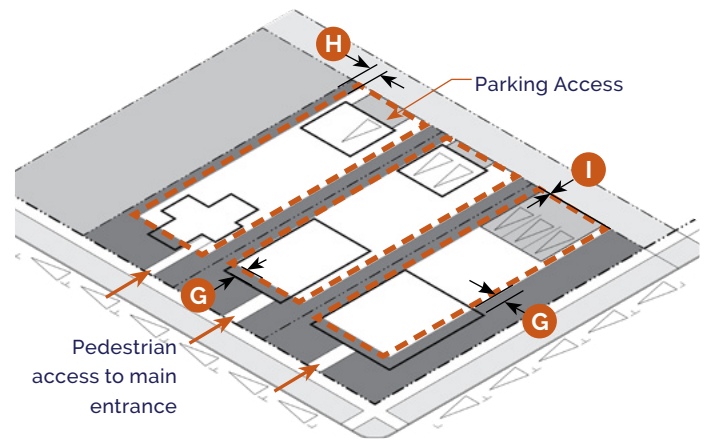 H
Parking Access
I
G
G
Pedestrian
access to main
entrance